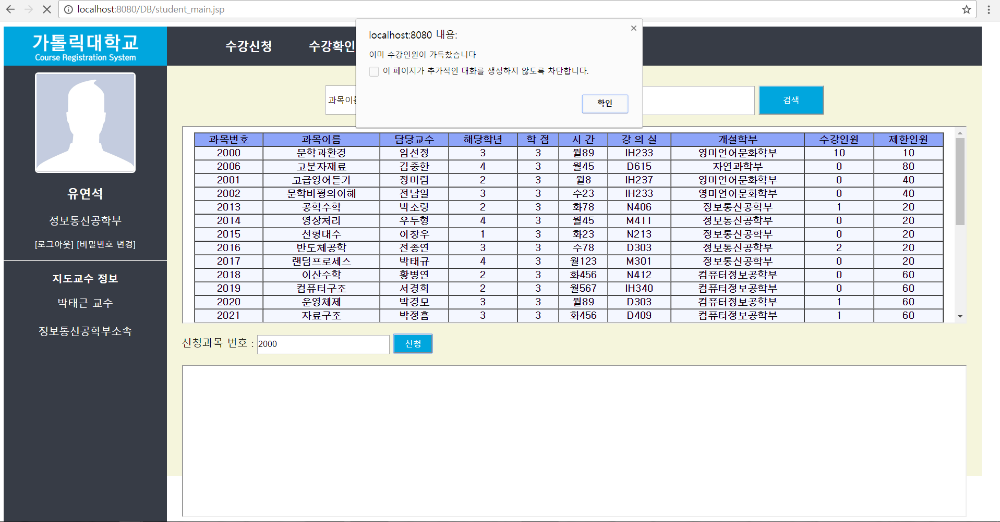 localhost:8080/DB/student_main.jsp
가톨릭대학교
Course Registration System
수강신청 수강확인
localhost:8080 내용:
이미 수강인원이 가득찼습니다
이 페이지가 추가적인 대화를 생성하지 않도록 차단합니다.
확인
검색
유연석
정보통신공학부
[로그아웃] [비밀번호 변경]
지도교수 정보
박태근 교수
정보통신공학부소속
과목번호 과목이름 담당교수 해당학년 학 점 시 간 강 의 실 개설학부 수강인원 제한인원
2000 문학과환경 임선정 3 3 월89 IH233 영미언어문화학부 10 10
2006 고분자재료 김중한 4 3 월45 D615 자연과학부 0 80
2001 고급영어듣기 정미렴 2 3 월8 IH237 영미언어문화학부 0 40
2002 문학비평의이해 전남일 3 3 수23 IH233 영미언어문화학부 0 40
2013 공학수학 박소령 2 3 화78 N406 정보통신공학부 1 20
2014 영상처리 우두형 4 3 월45 M411 정보통신공학부 0 20
2015 선형대수 이창우 1 3 화23 N213 정보통신공학부 0 20
2016 반도체공학 전종연 3 3 수78 D303 정보통신공학부 2 20
2017 랜덤프로세스 박태규 4 3 월123 M301 정보통신공학부 0 20
2018 이산수학 황병연 2 3 화456 N412 컴퓨터정보공학부 0 60
2019 컴퓨터구조 서경희 2 3 월567 IH340 컴퓨터정보공학부 0 60
2020 운영체제 박경모 3 3 월89 D303 컴퓨터정보공학부 1 60
2021 자료구조 박정흠 3 3 화456 D409 컴퓨터정보공학부 1 60
신청과목 번호 : 2000 신청